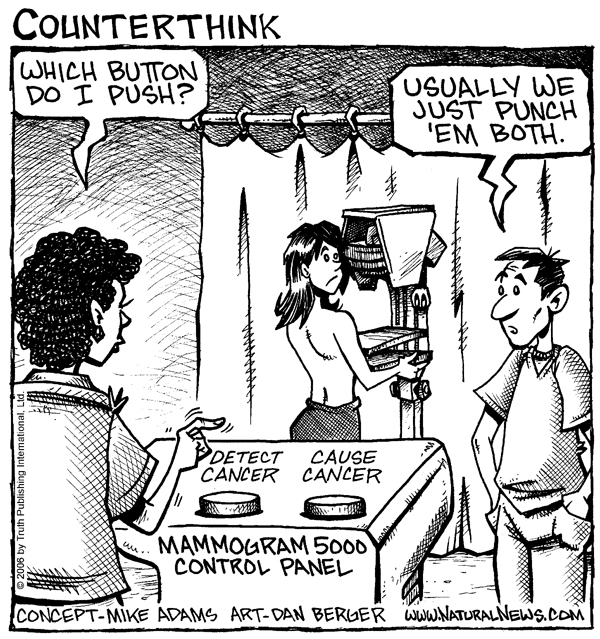 COUNTERTHINK
WHICH BUTTON
DO I PUSH?
USUALLY WE
JUST PUNCH
'EM BOTH.
DETECT
CANCER
CAUSE
CANCER
MAMMOGRAM 5000
CONTROL PANEL
© 2006 by Truth Publishing International, Ltd.
CONCEPT-MIKE ADAMS ART-DAN BERGER www.NATURALNEWS.COM